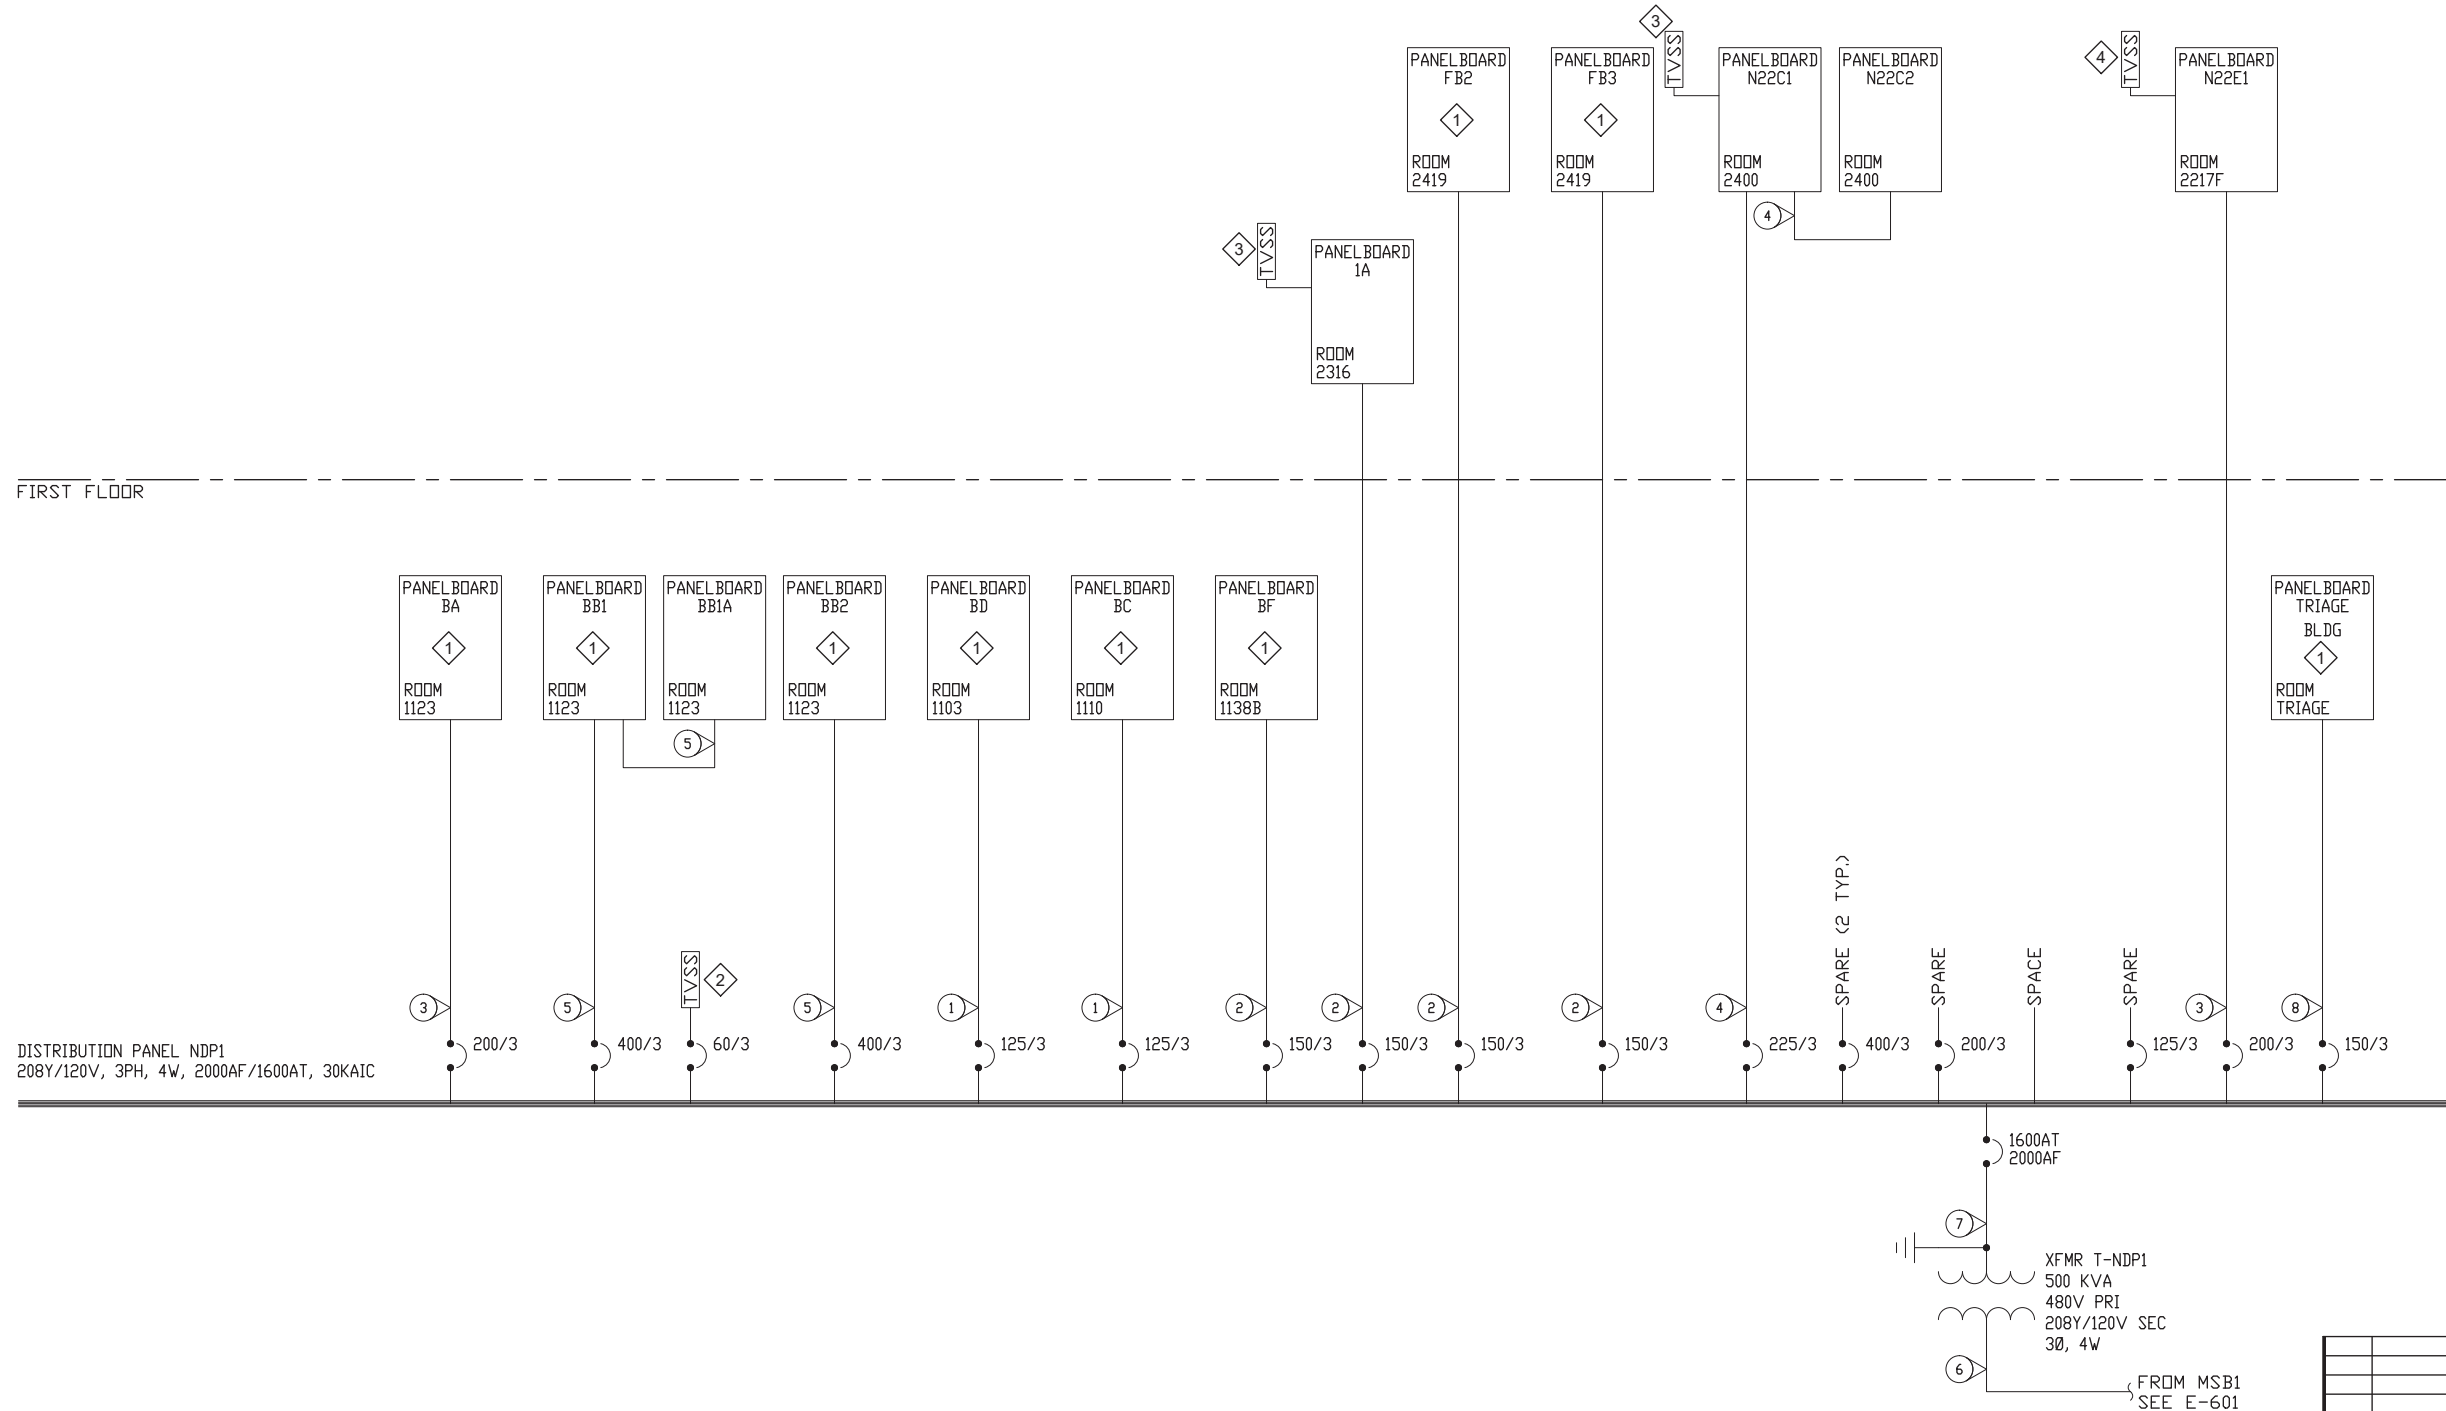 3
TVSS
4
TVSS
PANELBOARD
FB2
1
ROOM
2419
PANELBOARD
FB3
1
ROOM
2419
PANELBOARD
N22C1
ROOM
2400
PANELBOARD
N22C2
ROOM
2400
4
PANELBOARD
N22E1
ROOM
2217F
3
TVSS
PANELBOARD
1A
ROOM
2316
FIRST FLOOR
PANELBOARD
BA
1
ROOM
1123
PANELBOARD
BB1
1
ROOM
1123
PANELBOARD
BB1A
ROOM
1123
5
PANELBOARD
BB2
1
ROOM
1123
PANELBOARD
BD
1
ROOM
1103
PANELBOARD
BC
1
ROOM
1110
PANELBOARD
BF
1
ROOM
1138B
PANELBOARD
TRIAGE
BLDG
1
ROOM
TRIAGE
TVSS
2
SPARE (2 TYP.)
SPARE
SPACE
SPARE
3
5
5
1
1
2
2
2
2
4
3
8
200/3
400/3
60/3
400/3
125/3
125/3
150/3
150/3
150/3
150/3
225/3
400/3
200/3
125/3
200/3
150/3
DISTRIBUTION PANEL NDP1
208Y/120V, 3PH, 4W, 2000AF/1600AT, 30KAIC
1600AT
2000AF
7
XFMR T-NDP1
500 KVA
480V PRI
208Y/120V SEC
3Ø, 4W
6
FROM MSB1
SEE E-601